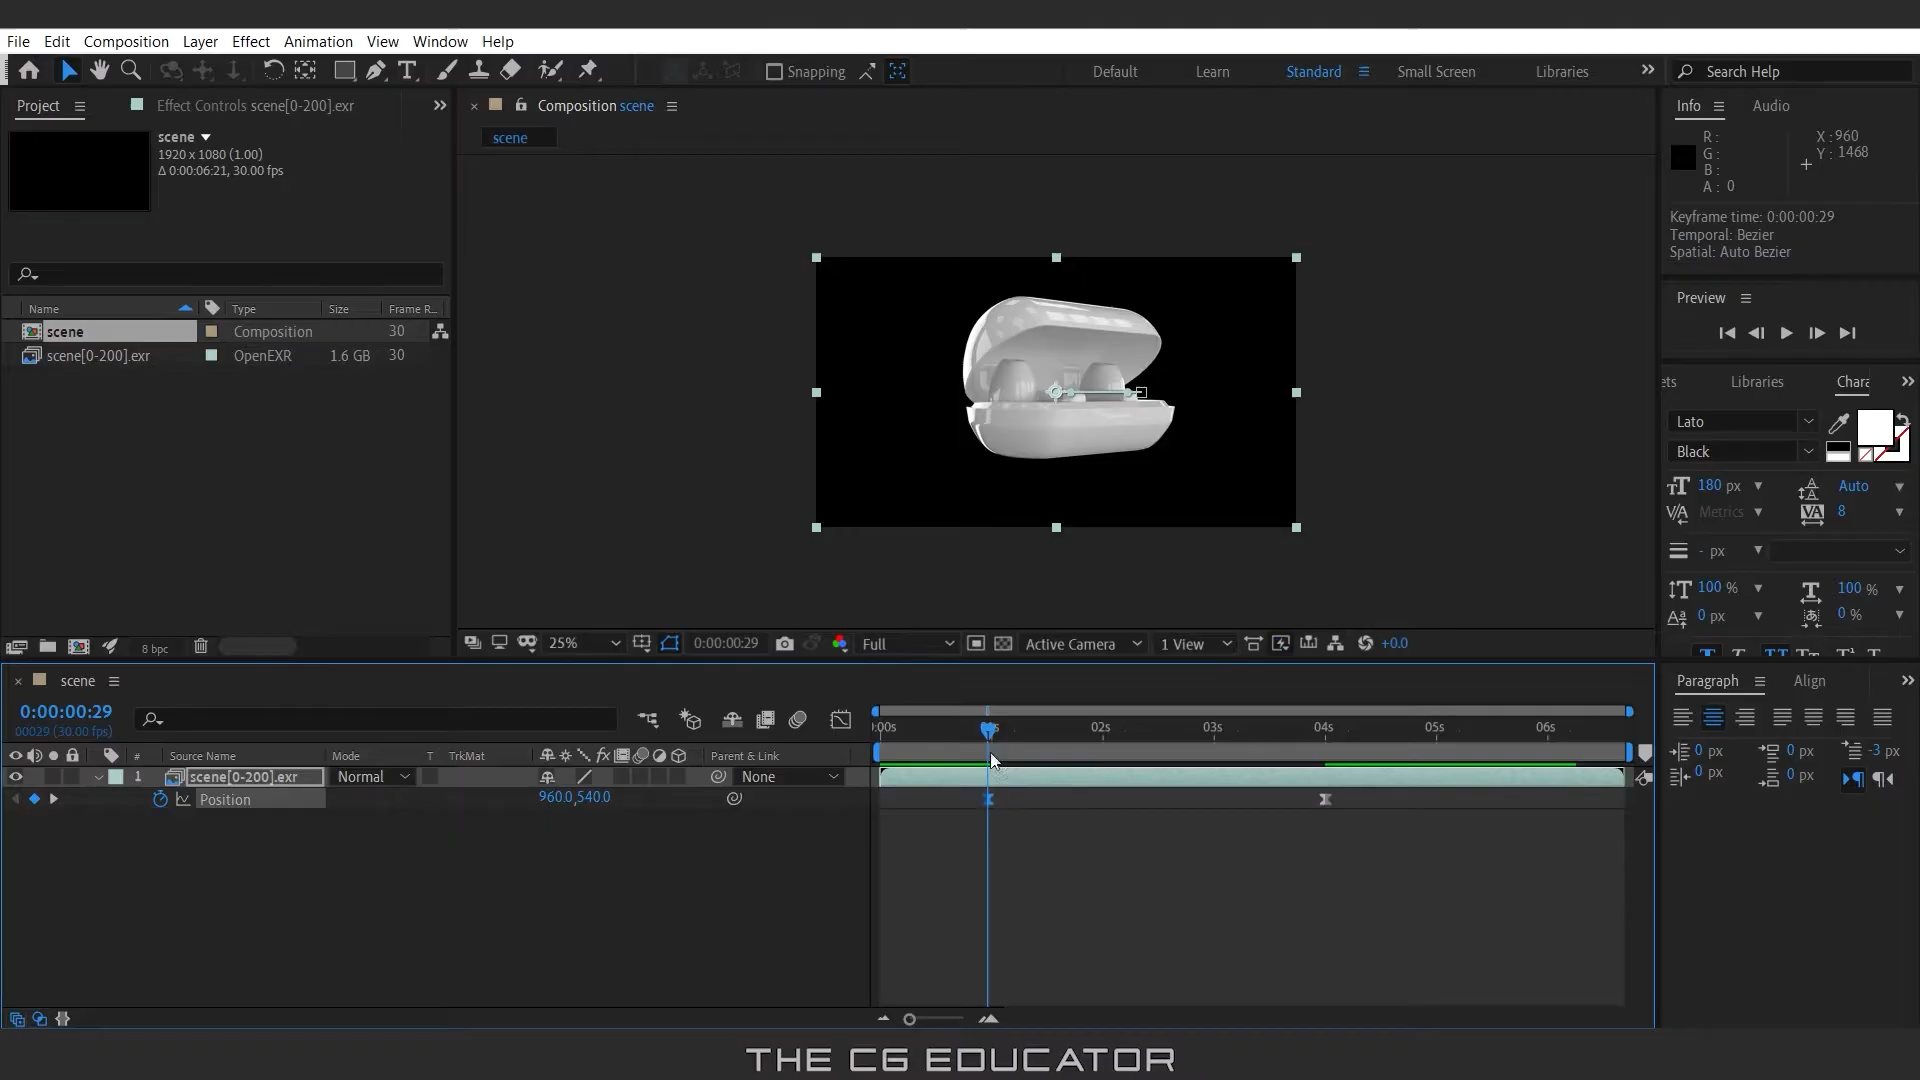 File Edit Composition Layer Effect Animation View Window Help
Snapping Default Learn Standard Small Screen Libraries Search Help
Project Effect Controls scene[0-200].exr
Composition scene
Info Audio
scene
1920 x 1080 (1.00)
Δ 0:00:06:21, 30.00 fps
scene
R :
G :
B :
A : 0
X : 960
Y : 1468
Keyframe time: 0:00:00:29
Temporal: Bezier
Spatial: Auto Bezier
Preview
Name Type Size Frame R...
scene Composition 30
scene[0-200].exr OpenEXR 1.6 GB 30
ets Libraries Chara
Lato
Black
180 px Auto
Metrics 8
- px
100 % 100 %
0 px 0 %
8 bpc
25% 0:00:00:29 Full Active Camera 1 View +0.0
scene
0:00:00:29
00029 (30.00 fps)
:00s 02s 03s 04s 05s 06s
# Source Name Mode T TrkMat Parent & Link
1 scene[0-200].exr Normal None
Position 960.0,540.0
Paragraph Align
0 px 0 px -3 px
0 px 0 px
THE CG EDUCATOR